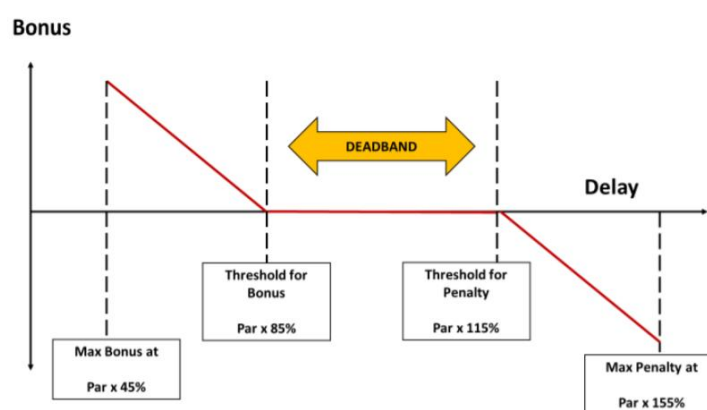 Bonus
DEADBAND
Delay
Threshold for
Bonus
Par x 85%
Threshold for
Penalty
Par x 115%
Max Bonus at
Par x 45%
Max Penalty at
Par x 155%